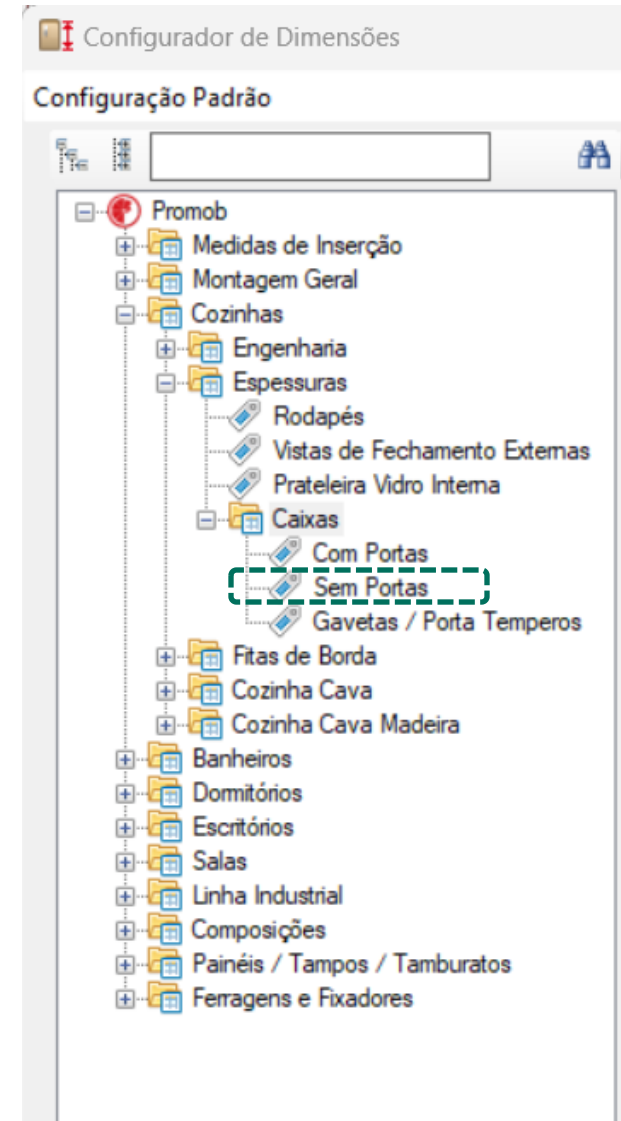 Configurador de Dimensões
Configuração Padrão
Promob
Medidas de Inserção
Montagem Geral
Cozinhas
Engenharia
Espessuras
Rodapés
Vistas de Fechamento Externas
Prateleira Vidro Interna
Caixas
Com Portas
Sem Portas
Gavetas / Porta Temperos
Fitas de Borda
Cozinha Cava
Cozinha Cava Madeira
Banheiros
Dormitórios
Escritórios
Salas
Linha Industrial
Composições
Painéis / Tampos / Tamburatos
Ferragens e Fixadores